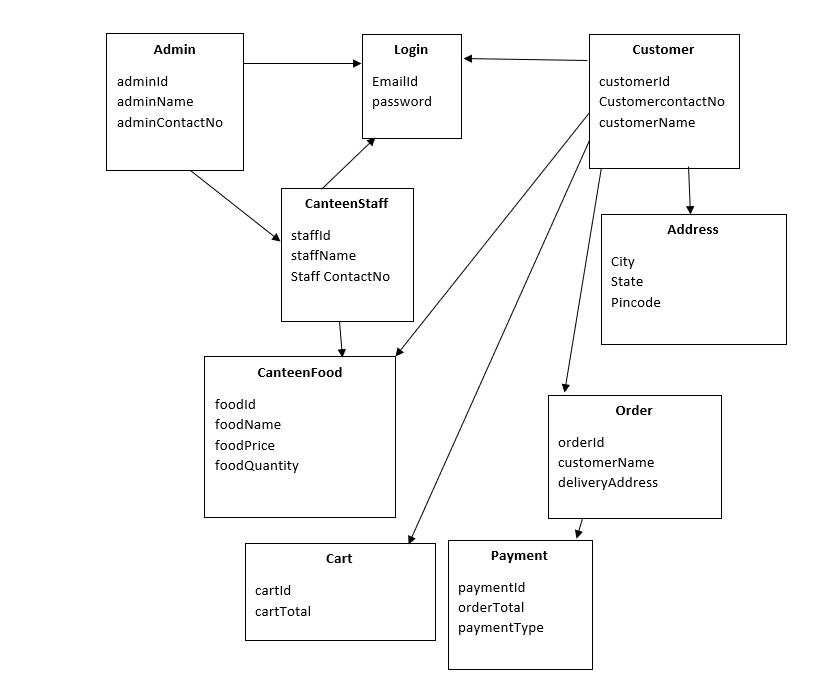 Admin
adminId
adminName
adminContactNo
Login
EmailId
password
Customer
customerId
CustomercontactNo
customerName
CanteenStaff
staffId
staffName
Staff ContactNo
Address
City
State
Pincode
CanteenFood
foodId
foodName
foodPrice
foodQuantity
Order
orderId
customerName
deliveryAddress
Cart
cartId
cartTotal
Payment
paymentId
orderTotal
paymentType